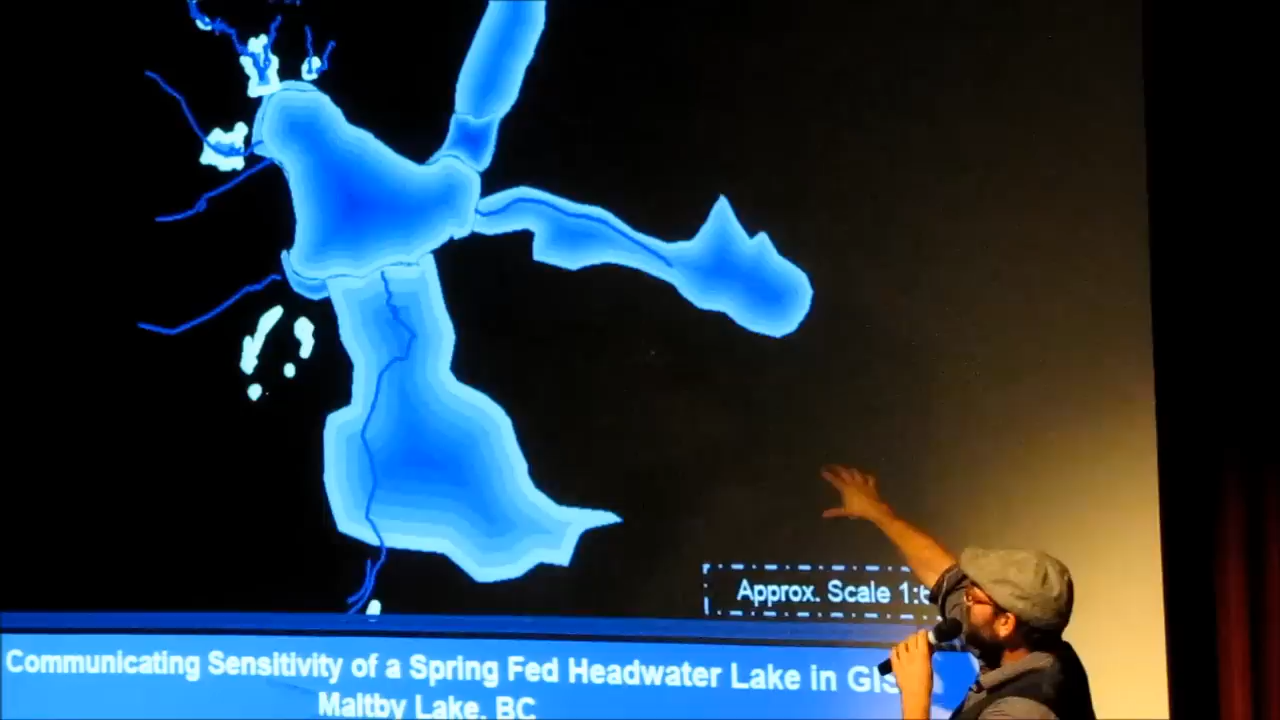 Approx. Scale 1:
Communicating Sensitivity of a Spring Fed Headwater Lake in GIS
Maltby Lake, BC